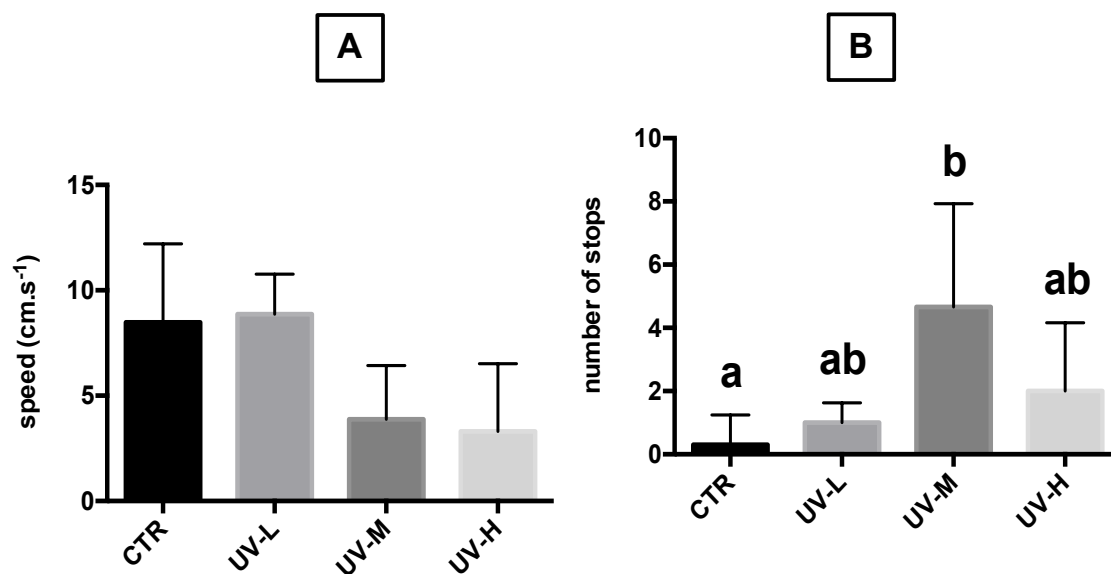 A
speed (cm.s⁻¹)
15
10
5
0
CTR
UV-L
UV-M
UV-H
B
number of stops
10
8
6
4
2
0
a
ab
b
ab
CTR
UV-L
UV-M
UV-H